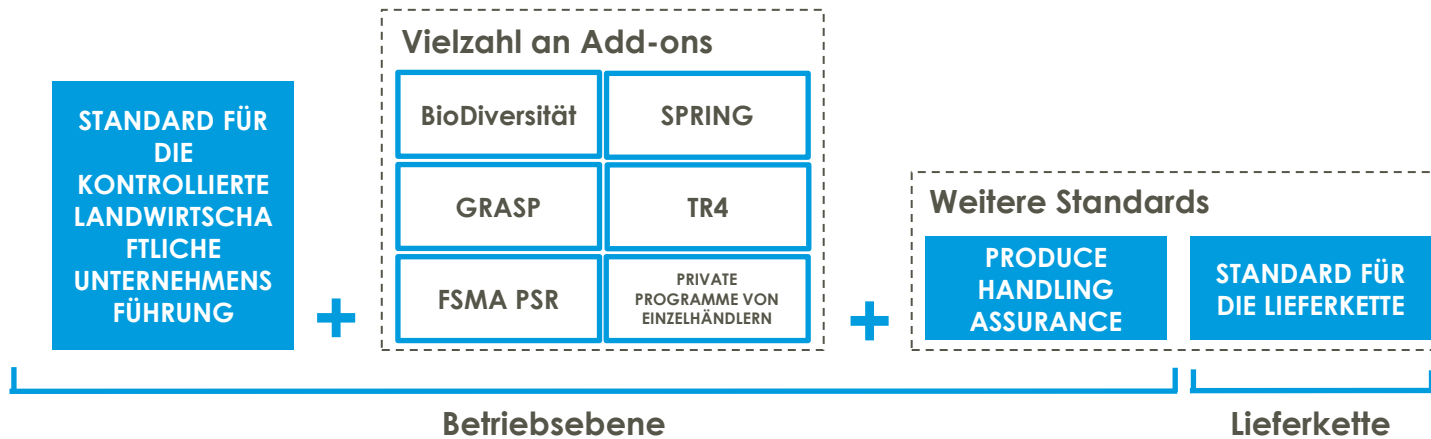 STANDARD FÜR
DIE
KONTROLLIERTE
LANDWIRTSCHA
FTLICHE
UNTERNEHMENS
FÜHRUNG
+
Vielzahl an Add-ons
BioDiversität
SPRING
GRASP
TR4
FSMA PSR
PRIVATE
PROGRAMME VON
EINZELHÄNDLERN
+
Weitere Standards
PRODUCE
HANDLING
ASSURANCE
STANDARD FÜR
DIE LIEFERKETTE
Betriebsebene
Lieferkette